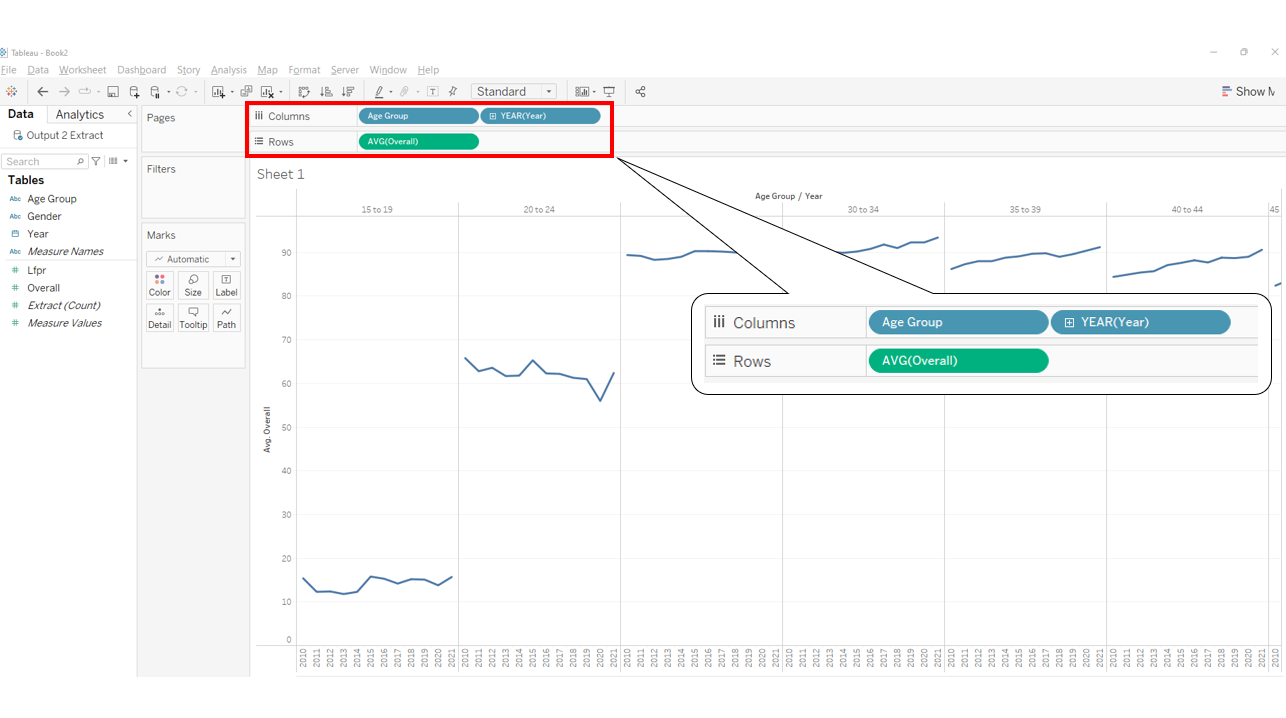 Tableau - Book2
File Data Worksheet Dashboard Story Analysis Map Format Server Window Help
Standard
Show M
Data Analytics
Output 2 Extract
Search
Tables
Abc Age Group
Abc Gender
Year
Abc Measure Names
# Lfpr
# Overall
# Extract (Count)
# Measure Values
Pages
Filters
Marks
Automatic
Color Size Label
Detail Tooltip Path
Columns Age Group YEAR(Year)
Rows AVG(Overall)
Sheet 1
Age Group / Year
15 to 19 20 to 24 30 to 34 35 to 39 40 to 44 45
90
80
70
60
50
40
30
20
10
0
Avg. Overall
Columns Age Group YEAR(Year)
Rows AVG(Overall)
2010 2011 2012 2013 2014 2015 2016 2017 2018 2019 2020 2021 2010 2011 2012 2013 2014 2015 2016 2017 2018 2019 2020 2021 2010 2011 2012 2013 2014 2015 2016 2017 2018 2019 2020 2021 2010 2011 2012 2013 2014 2015 2016 2017 2018 2019 2020 2021 2010 2011 2012 2013 2014 2015 2016 2017 2018 2019 2020 2021 2010 2011 2012 2013 2014 2015 2016 2017 2018 2019 2020 2021 2010